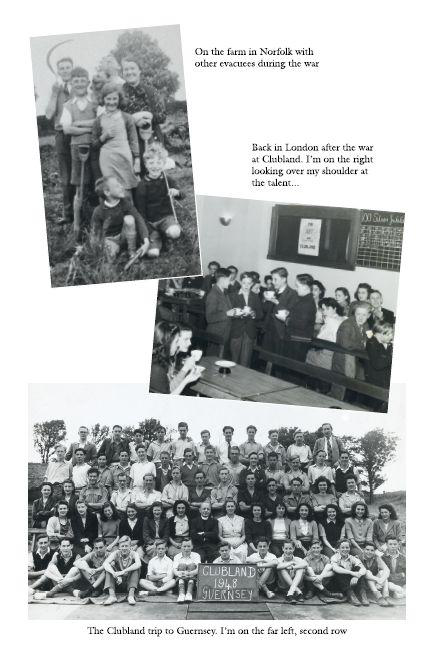 On the farm in Norfolk with
other evacuees during the war
Back in London after the war
at Clubland. I'm on the right
looking over my shoulder at
the talent...
CLUBLAND
1948
GUERNSEY
The Clubland trip to Guernsey. I'm on the far left, second row